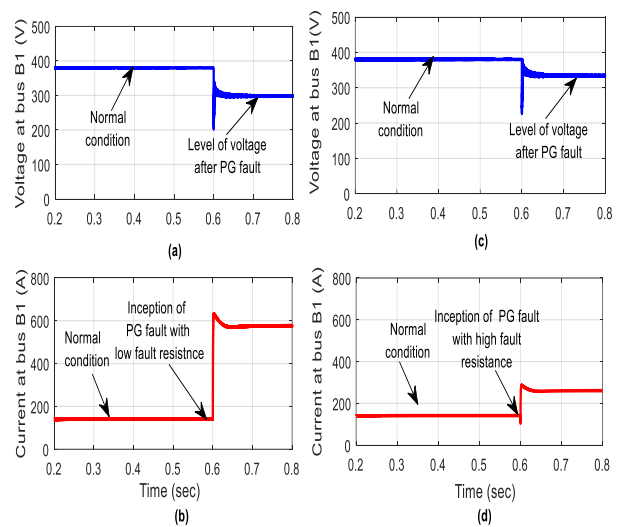 Voltage at bus B1 (V)
500
400
300
200
100
0
Normal
condition
Level of voltage
after PG fault
0.2
0.3
0.4
0.5
0.6
0.7
0.8
(a)
Voltage at bus B1(V)
500
400
300
200
100
0
Normal
condition
Level of voltage
after PG fault
0.2
0.3
0.4
0.5
0.6
0.7
0.8
(c)
Current at bus B1 (A)
800
600
400
200
0
Normal
condition
Inception of
PG fault with
low fault resistnce
0.2
0.3
0.4
0.5
0.6
0.7
0.8
Time (sec)
(b)
Current at bus B1 (A)
800
600
400
200
0
Normal
condition
Inception of PG fault
with high fault
resistance
0.2
0.3
0.4
0.5
0.6
0.7
0.8
Time (sec)
(d)